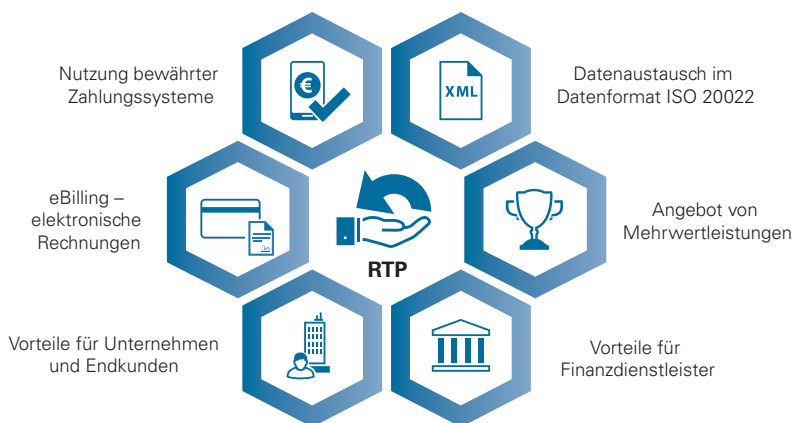 Nutzung bewährter
Zahlungssysteme
€
XML
Datenaustausch im
Datenformat ISO 20022
eBilling –
elektronische
Rechnungen
RTP
Angebot von
Mehrwertleistungen
Vorteile für Unternehmen
und Endkunden
Vorteile für
Finanzdienstleister